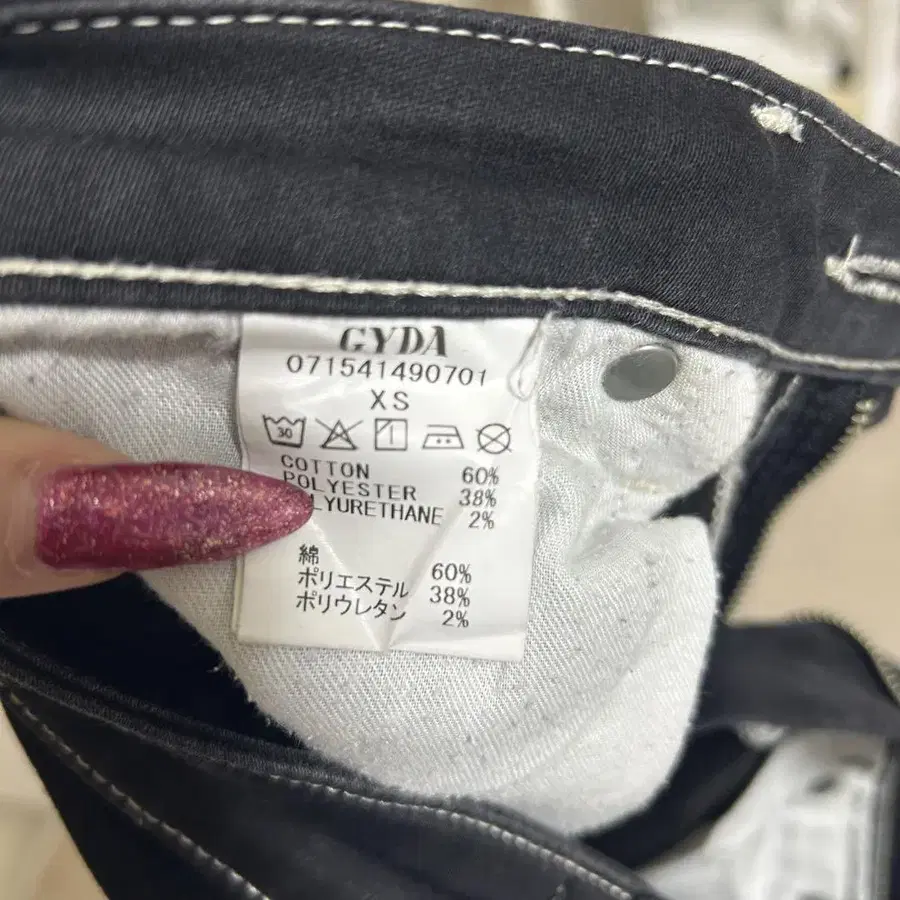 GYDA
071541490701
XS
30
COTTON 60%
POLYESTER 38%
LYURETHANE 2%
綿 60%
ポリエステル 38%
ポリウレタン 2%